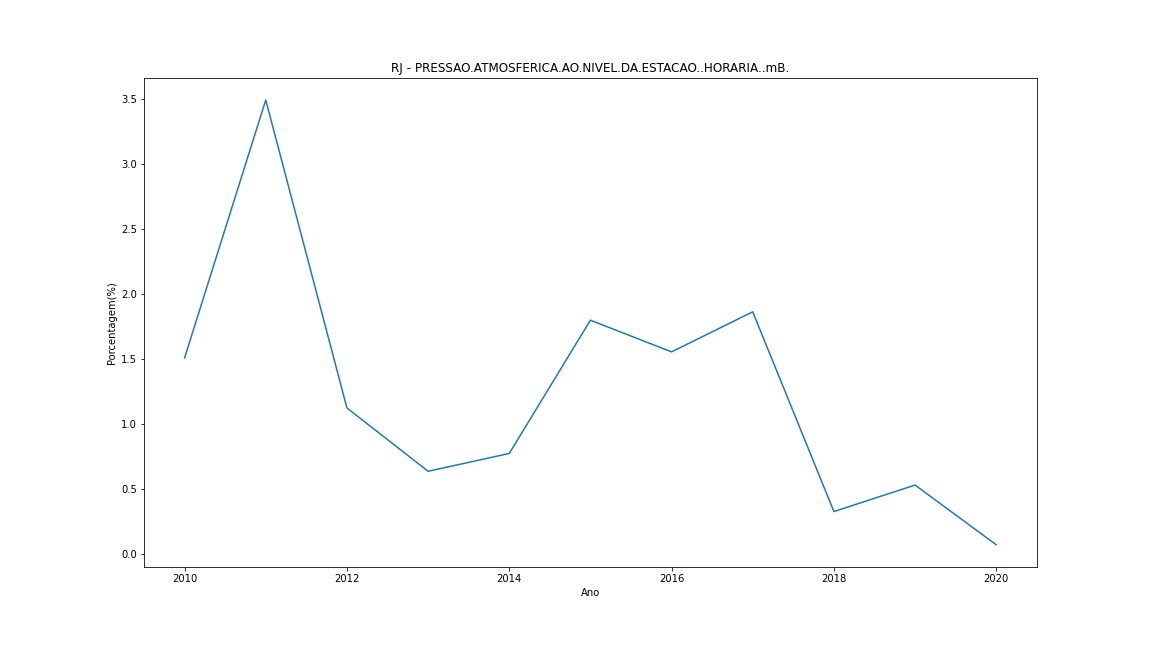 RJ - PRESSAO.ATMOSFERICA.AO.NIVEL.DA.ESTACAO..HORARIA..mB.
3.5
3.0
2.5
2.0
1.5
1.0
0.5
0.0
Porcentagem(%)
2010 2012 2014 2016 2018 2020
Ano